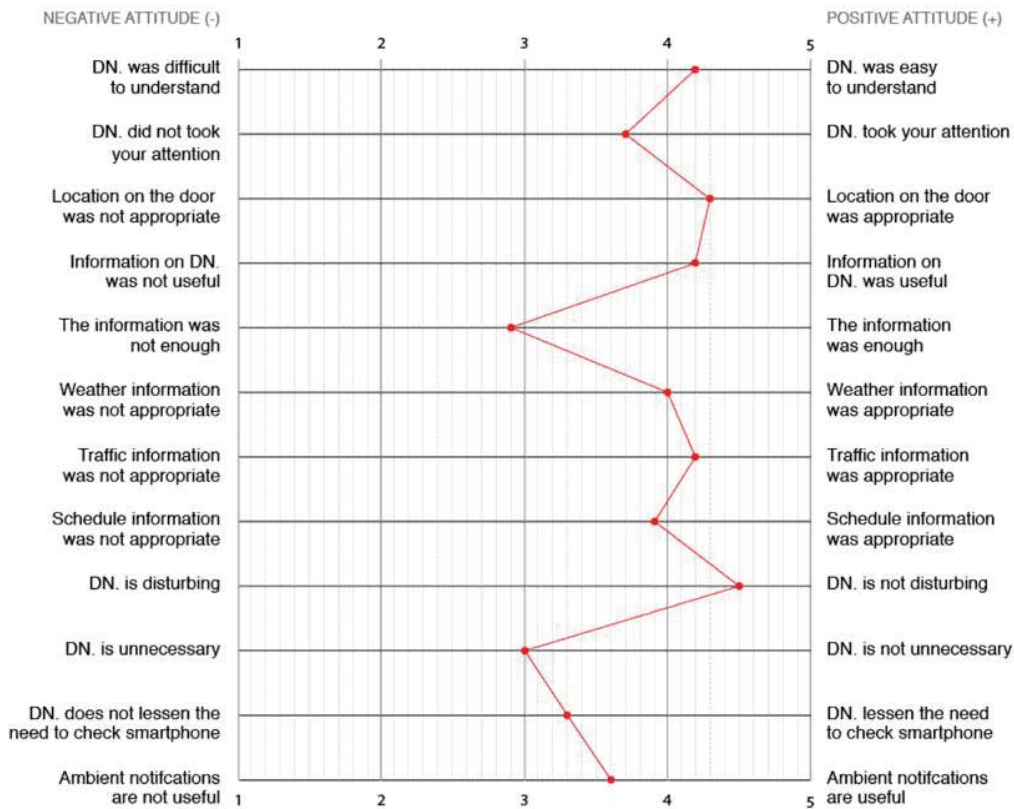 NEGATIVE ATTITUDE (-)
POSITIVE ATTITUDE (+)
1 2 3 4 5
DN. was difficult
to understand
DN. was easy
to understand
DN. did not took
your attention
DN. took your attention
Location on the door
was not appropriate
Location on the door
was appropriate
Information on DN.
was not useful
Information on
DN. was useful
The information was
not enough
The information
was enough
Weather information
was not appropriate
Weather information
was appropriate
Traffic information
was not appropriate
Traffic information
was appropriate
Schedule information
was not appropriate
Schedule information
was appropriate
DN. is disturbing
DN. is not disturbing
DN. is unnecessary
DN. is not unnecessary
DN. does not lessen the
need to check smartphone
DN. lessen the need
to check smartphone
Ambient notifcations
are not useful
Ambient notifcations
are useful
1 2 3 4 5